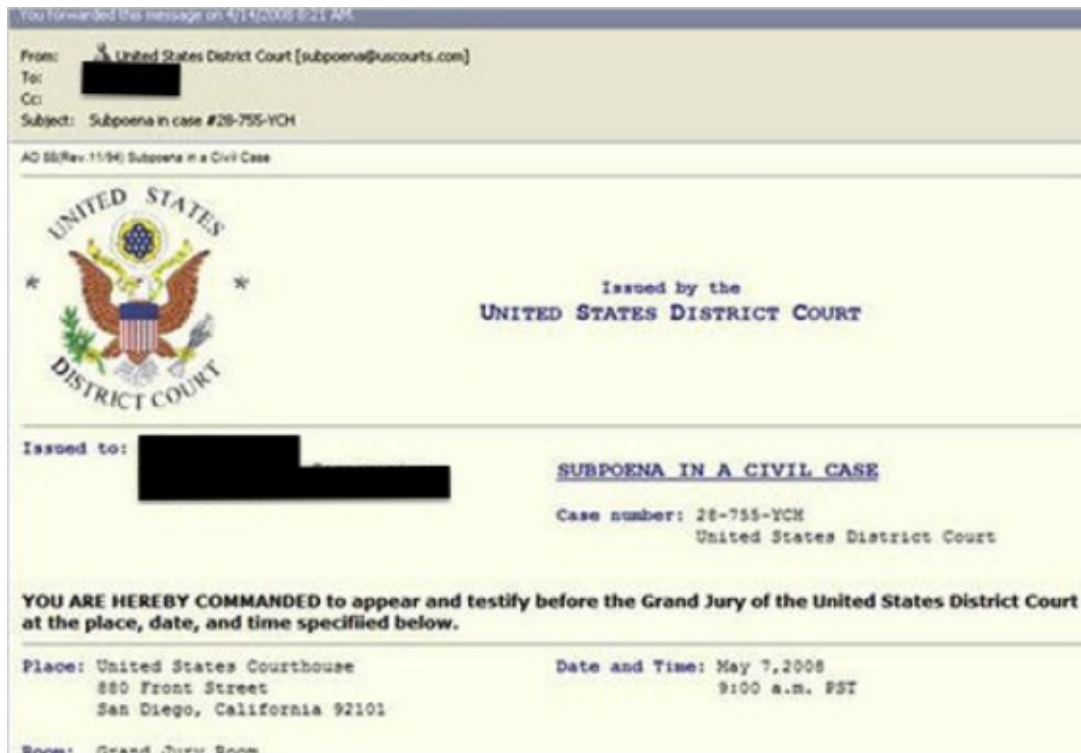 You forwarded this message on 4/14/2008 8:21 AM.
From: United States District Court [subpoena@uscourts.com]
To:
Cc:
Subject: Subpoena in case #28-755-YCH
AO 88(Rev.11/94) Subpoena in a Civil Case
UNITED STATES
DISTRICT COURT
Issued by the
UNITED STATES DISTRICT COURT
Issued to:
SUBPOENA IN A CIVIL CASE
Case number: 28-755-YCH
United States District Court
YOU ARE HEREBY COMMANDED to appear and testify before the Grand Jury of the United States District Court
at the place, date, and time specifiied below.
Place: United States Courthouse
880 Front Street
San Diego, California 92101
Date and Time: May 7,2008
9:00 a.m. PST
Room: Grand Jury Room